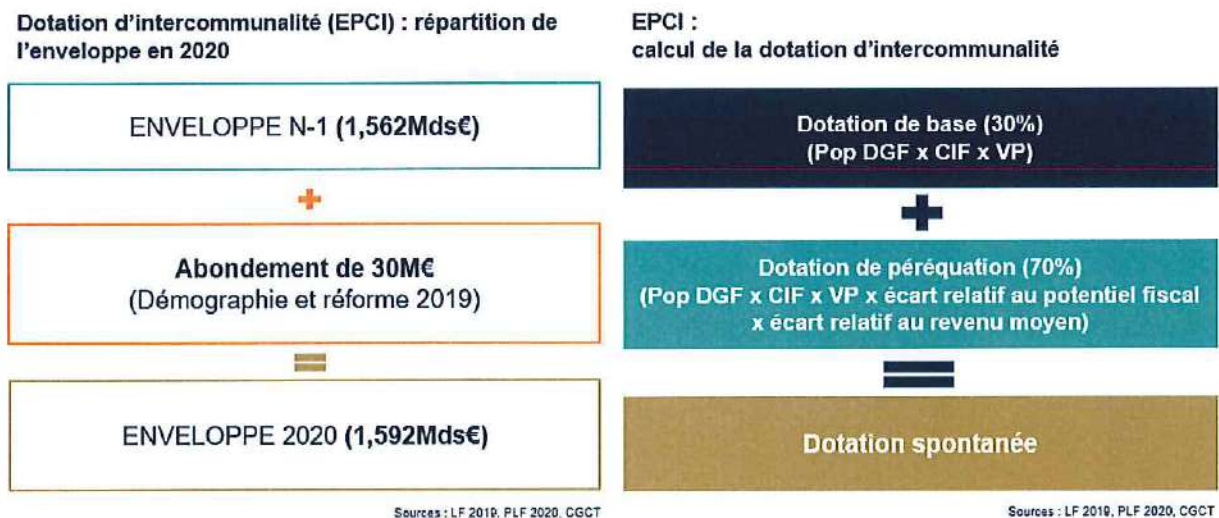 Dotation d'intercommunalité (EPCI) : répartition de
l'enveloppe en 2020
ENVELOPPE N-1 (1,562Mds€)
+
Abondement de 30M€
(Démographie et réforme 2019)
=
ENVELOPPE 2020 (1,592Mds€)
Sources : LF 2019, PLF 2020, CGCT
EPCI :
calcul de la dotation d'intercommunalité
Dotation de base (30%)
(Pop DGF x CIF x VP)
+
Dotation de péréquation (70%)
(Pop DGF x CIF x VP x écart relatif au potentiel fiscal
x écart relatif au revenu moyen)
=
Dotation spontanée
Sources : LF 2019, PLF 2020, CGCT